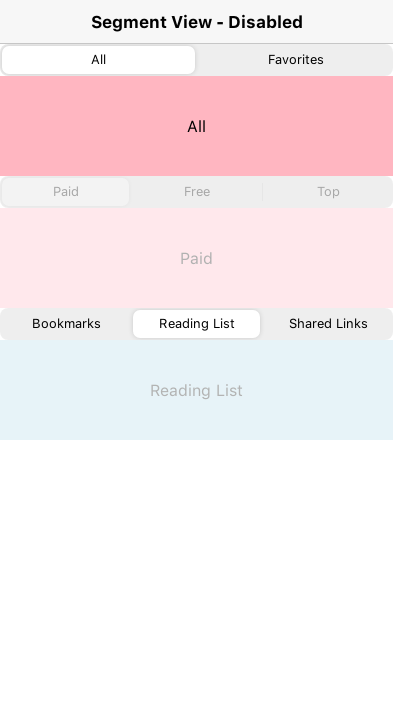 Segment View - Disabled
All
Favorites
All
Paid
Free
Top
Paid
Bookmarks
Reading List
Shared Links
Reading List